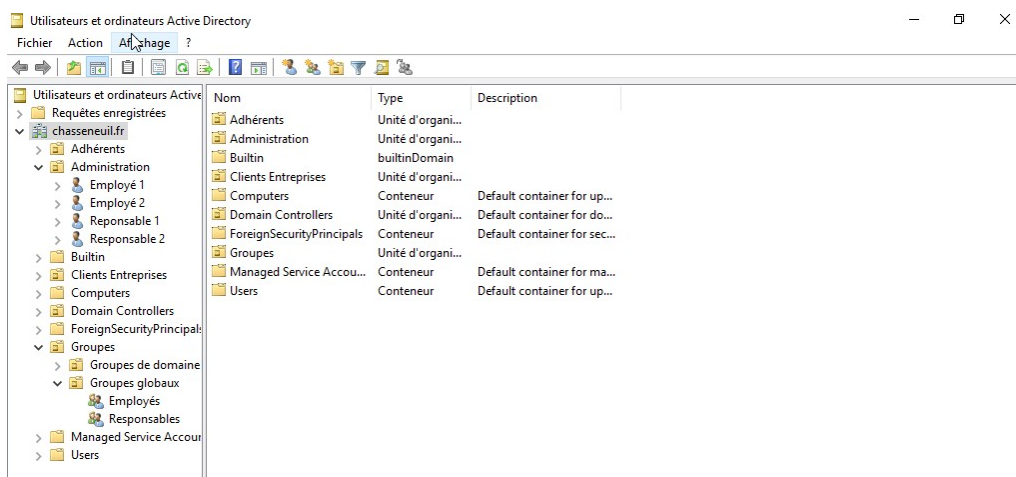 Utilisateurs et ordinateurs Active Directory
Fichier Action Affichage ?
Utilisateurs et ordinateurs Active
Requêtes enregistrées
chasseneuil.fr
Adhérents
Administration
Employé 1
Employé 2
Reponsable 1
Responsable 2
Builtin
Clients Entreprises
Computers
Domain Controllers
ForeignSecurityPrincipals
Groupes
Groupes de domaine
Groupes globaux
Employés
Responsables
Managed Service Accour
Users
Nom Type Description
Adhérents Unité d'organi...
Administration Unité d'organi...
Builtin builtinDomain
Clients Entreprises Unité d'organi...
Computers Conteneur Default container for up...
Domain Controllers Unité d'organi... Default container for do...
ForeignSecurityPrincipals Conteneur Default container for sec...
Groupes Unité d'organi...
Managed Service Accou... Conteneur Default container for ma...
Users Conteneur Default container for up...